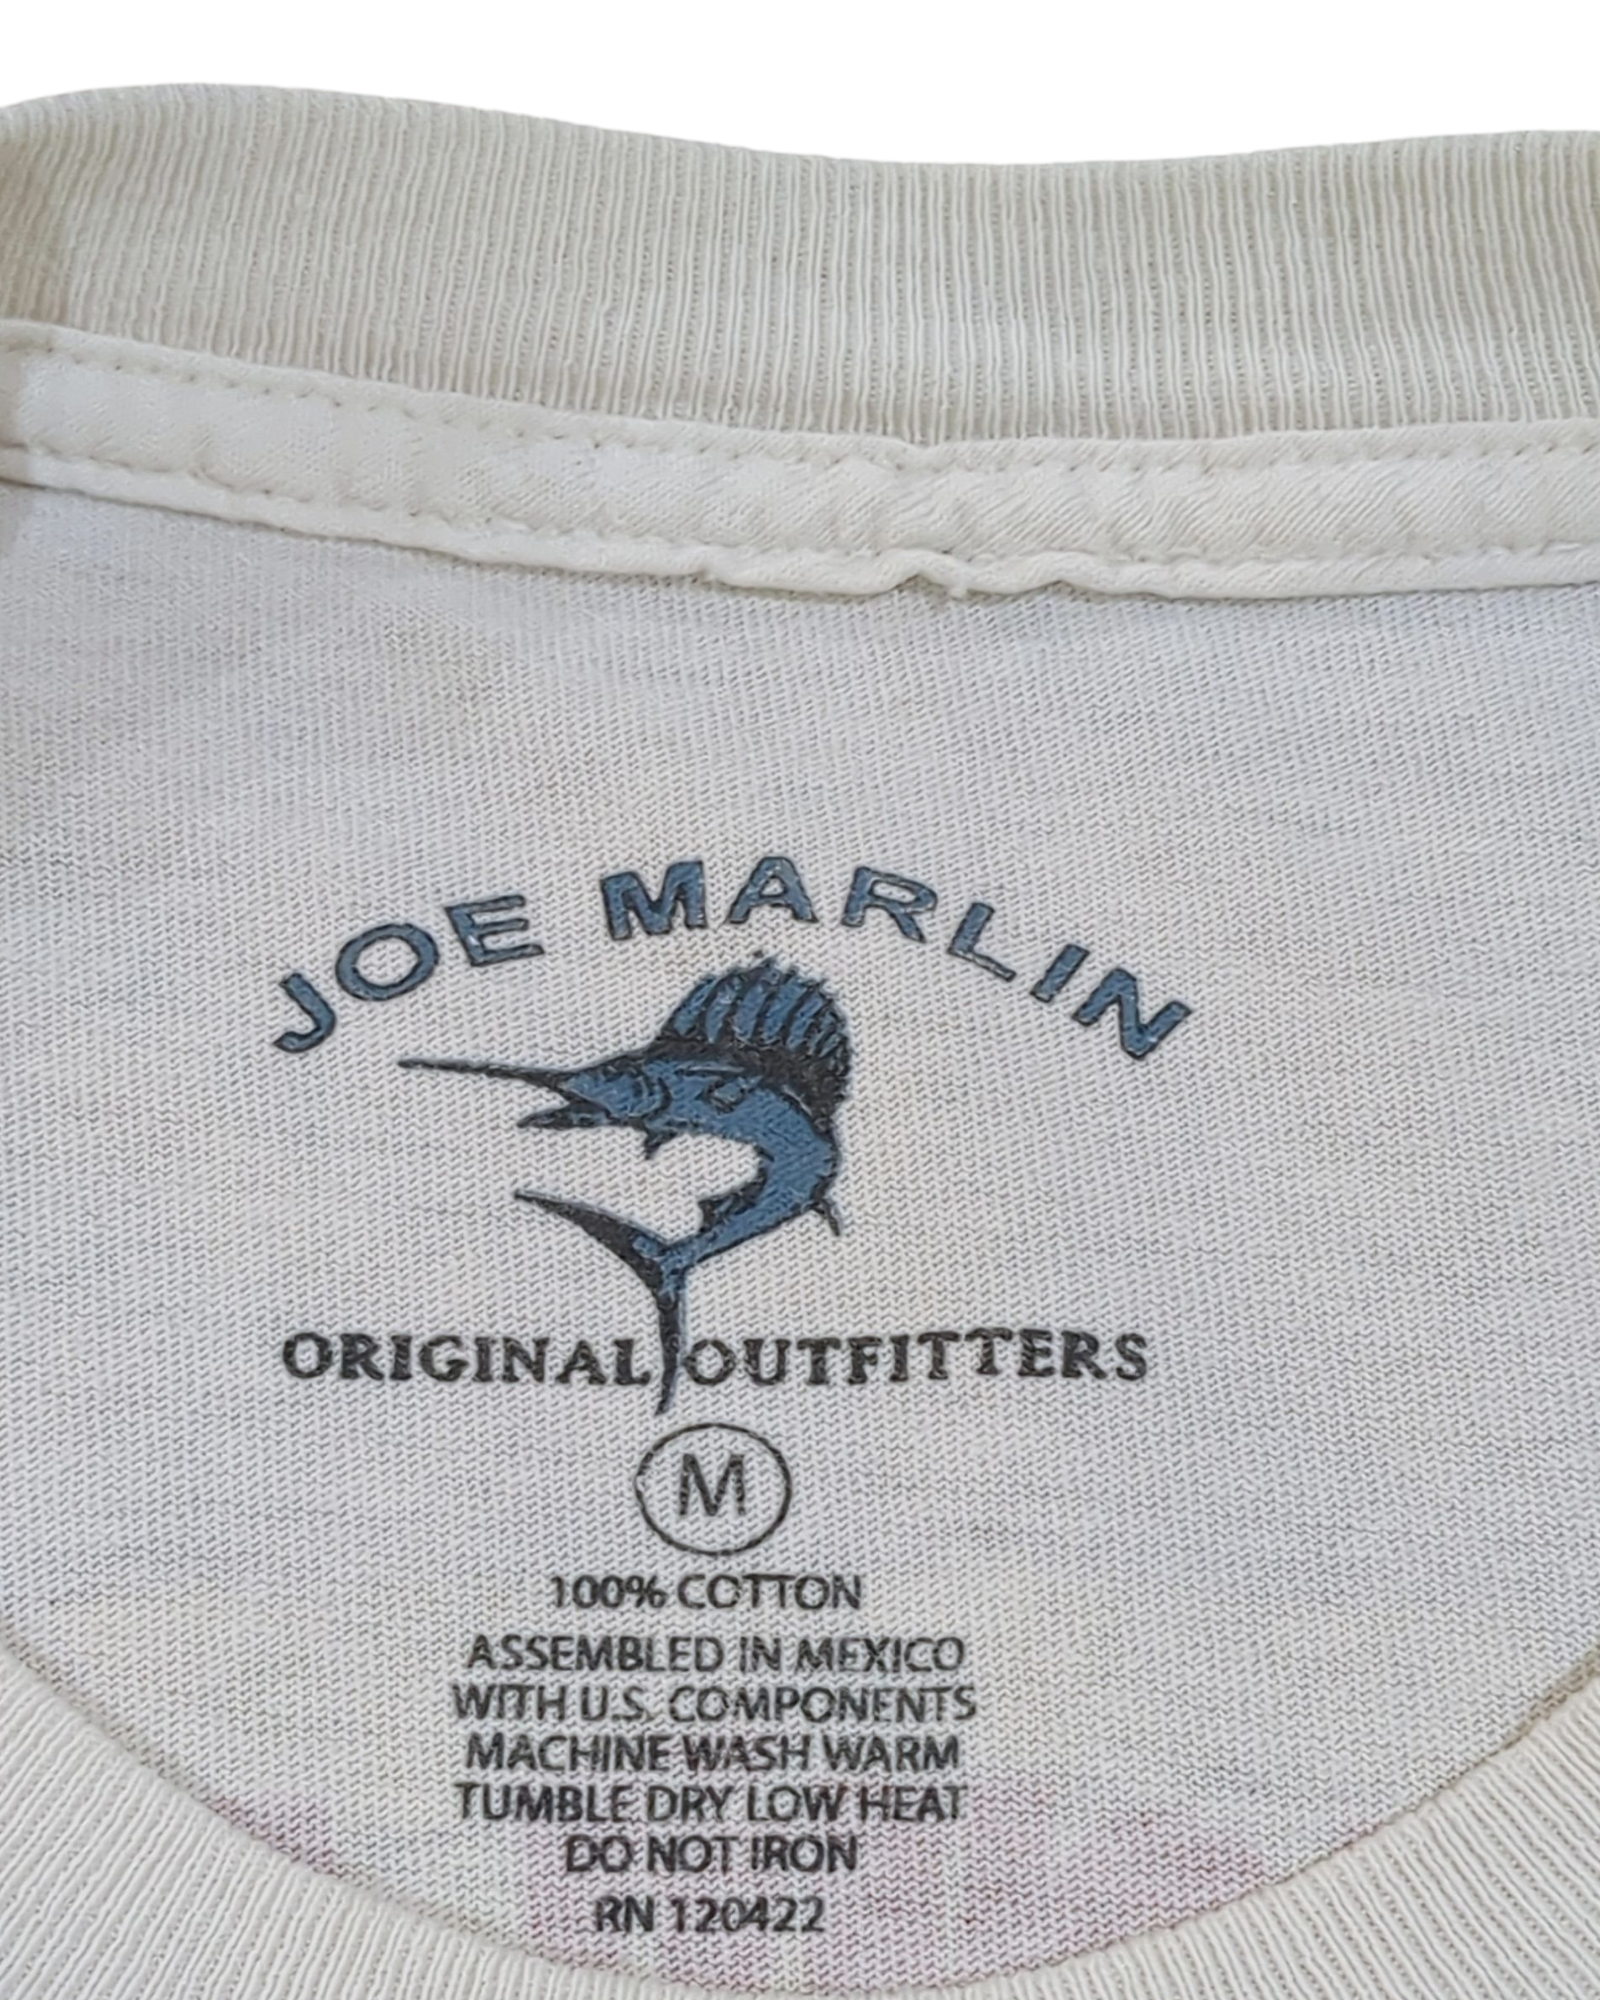 JOE MARLIN
ORIGINAL OUTFITTERS
M
100% COTTON
ASSEMBLED IN MEXICO
WITH U.S. COMPONENTS
MACHINE WASH WARM
TUMBLE DRY LOW HEAT
DO NOT IRON
RN 120422